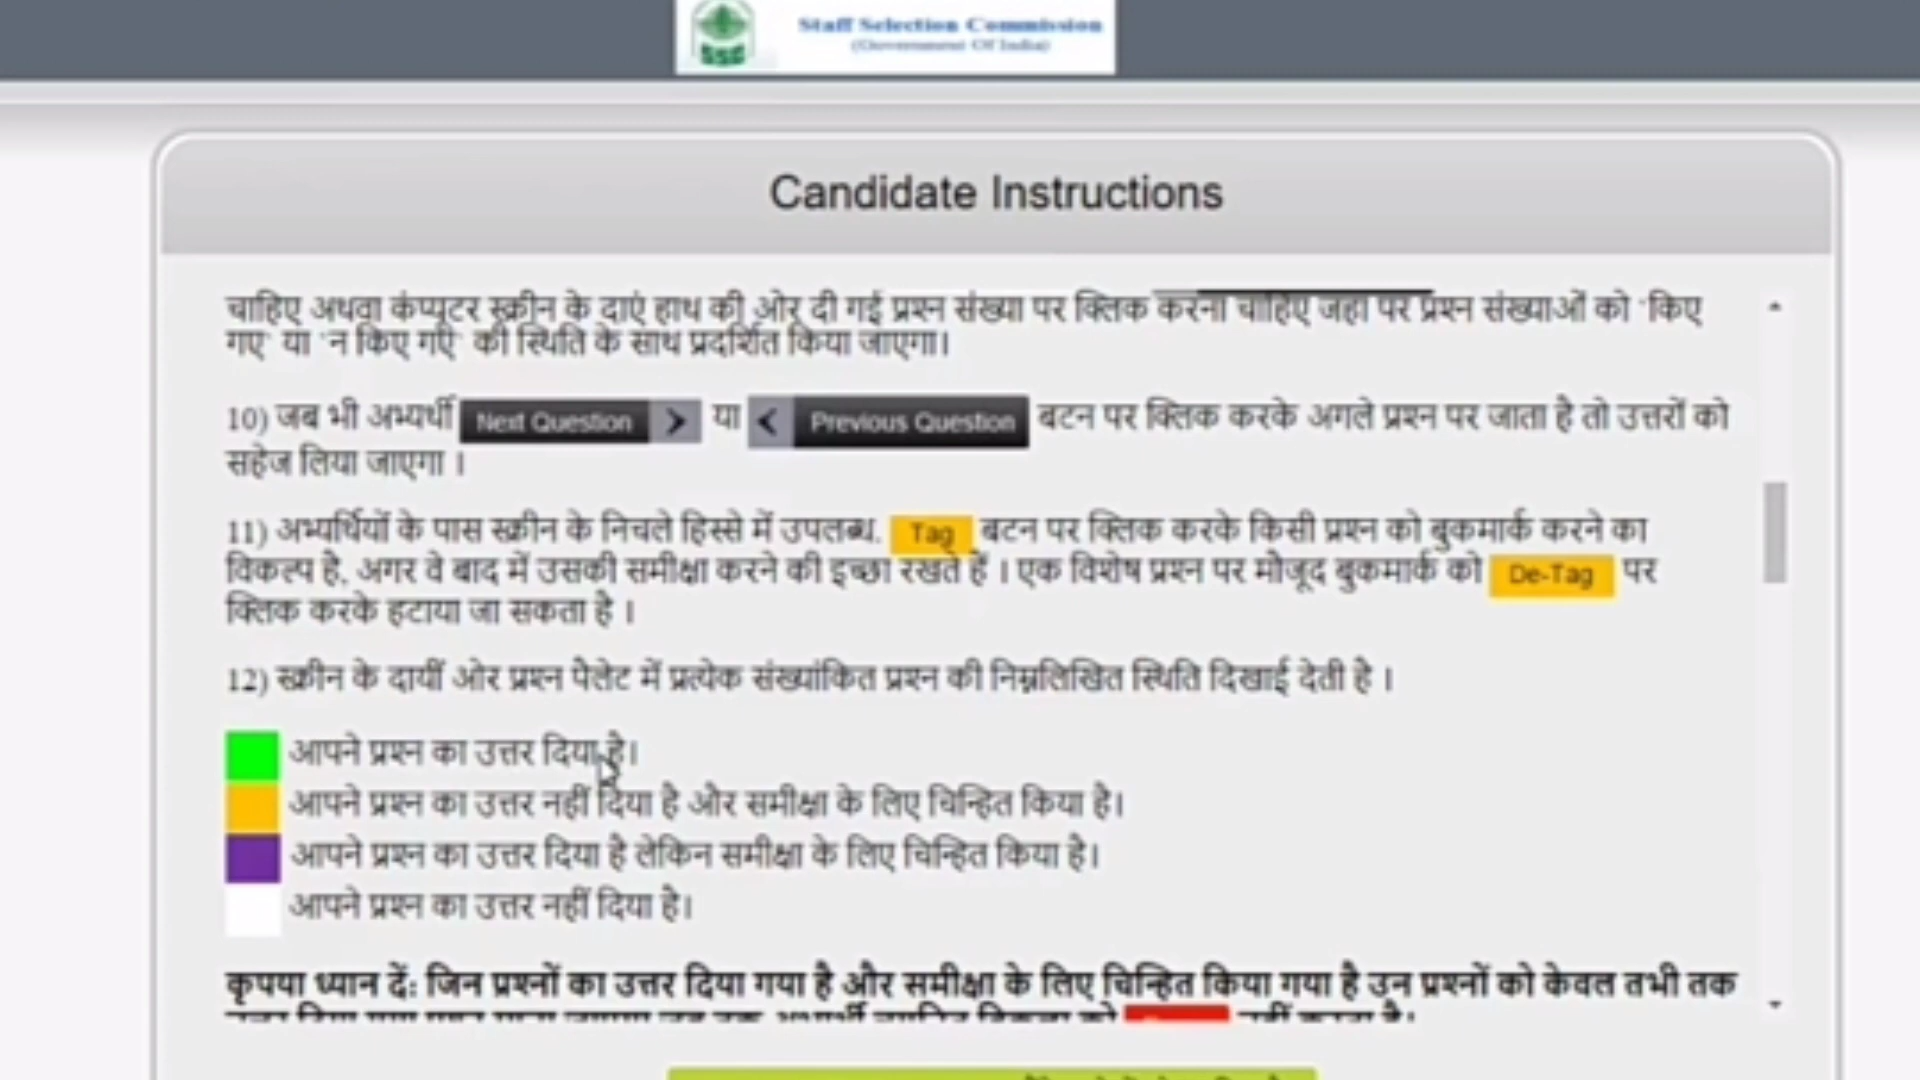 SSC
Staff Selection Commission
(Government Of India)
Candidate Instructions
चाहिए अथवा कंप्यूटर स्क्रीन के दाएं हाथ की ओर दी गई प्रश्न संख्या पर क्लिक करना चाहिए जहां पर प्रश्न संख्याओं को `किए
गए` या `न किए गए` की स्थिति के साथ प्रदर्शित किया जाएगा।
10) जब भी अभ्यर्थी Next Question > या < Previous Question बटन पर क्लिक करके अगले प्रश्न पर जाता है तो उत्तरों को
सहेज लिया जाएगा ।
11) अभ्यर्थियों के पास स्क्रीन के निचले हिस्से में उपलब्ध. Tag बटन पर क्लिक करके किसी प्रश्न को बुकमार्क करने का
विकल्प है, अगर वे बाद में उसकी समीक्षा करने की इच्छा रखते हैं । एक विशेष प्रश्न पर मौजूद बुकमार्क को De-Tag पर
क्लिक करके हटाया जा सकता है ।
12) स्क्रीन के दायीं ओर प्रश्न पैलेट में प्रत्येक संख्यांकित प्रश्न की निम्नलिखित स्थिति दिखाई देती है ।
आपने प्रश्न का उत्तर दिया है।
आपने प्रश्न का उत्तर नहीं दिया है और समीक्षा के लिए चिन्हित किया है।
आपने प्रश्न का उत्तर दिया है लेकिन समीक्षा के लिए चिन्हित किया है।
आपने प्रश्न का उत्तर नहीं दिया है।
कृपया ध्यान दें: जिन प्रश्नों का उत्तर दिया गया है और समीक्षा के लिए चिन्हित किया गया है उन प्रश्नों को केवल तभी तक